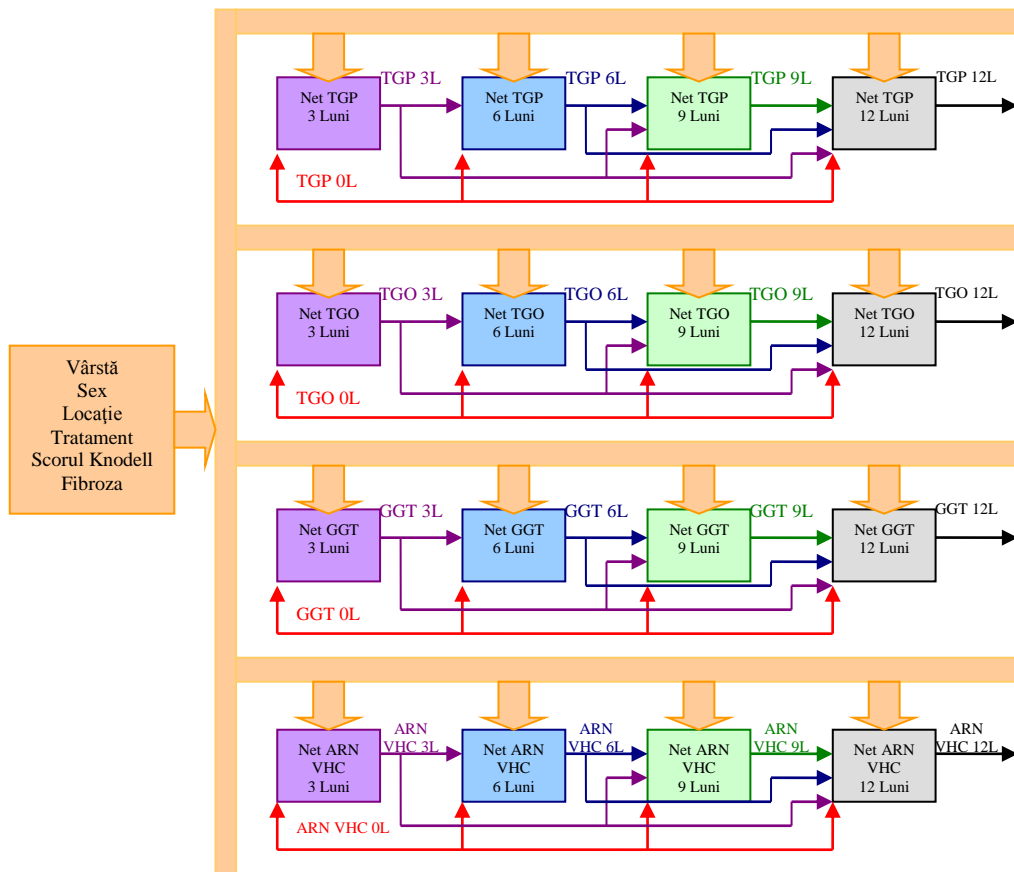 TGP 3L
TGP 6L
TGP 9L
TGP 12L
Net TGP
3 Luni
Net TGP
6 Luni
Net TGP
9 Luni
Net TGP
12 Luni
TGP 0L
TGO 3L
TGO 6L
TGO 9L
TGO 12L
Net TGO
3 Luni
Net TGO
6 Luni
Net TGO
9 Luni
Net TGO
12 Luni
TGO 0L
Vârstă
Sex
Locaţie
Tratament
Scorul Knodell
Fibroza
GGT 3L
GGT 6L
GGT 9L
GGT 12L
Net GGT
3 Luni
Net GGT
6 Luni
Net GGT
9 Luni
Net GGT
12 Luni
GGT 0L
ARN
VHC 3L
ARN
VHC 6L
ARN
VHC 9L
ARN
VHC 12L
Net ARN
VHC
3 Luni
Net ARN
VHC
6 Luni
Net ARN
VHC
9 Luni
Net ARN
VHC
12 Luni
ARN VHC 0L